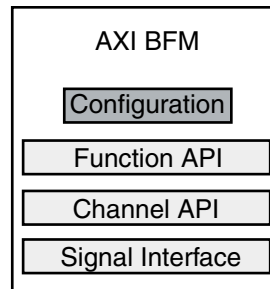 AXI BFM
Configuration
Function API
Channel API
Signal Interface